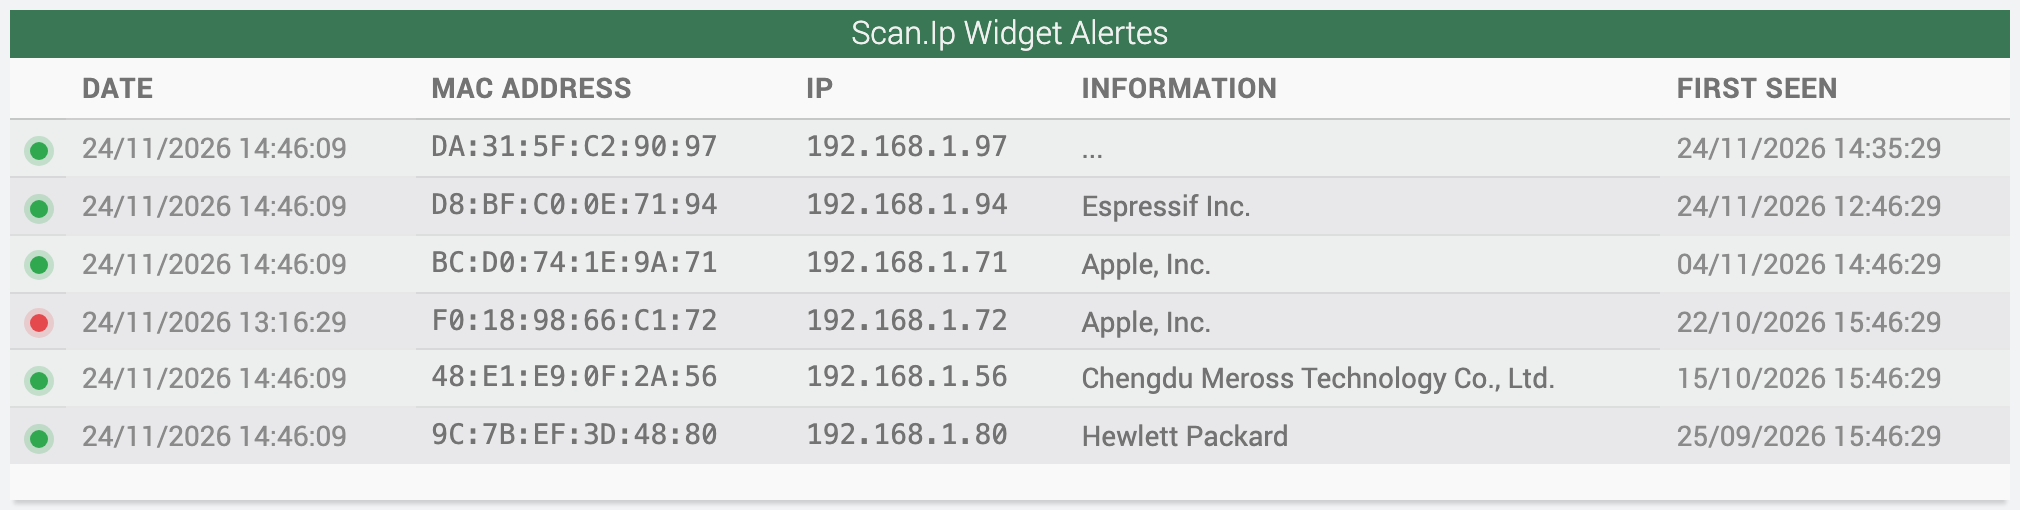 Scan.Ip Widget Alertes
DATE MAC ADDRESS IP INFORMATION FIRST SEEN
24/11/2026 14:46:09 DA:31:5F:C2:90:97 192.168.1.97 ... 24/11/2026 14:35:29
24/11/2026 14:46:09 D8:BF:C0:0E:71:94 192.168.1.94 Espressif Inc. 24/11/2026 12:46:29
24/11/2026 14:46:09 BC:D0:74:1E:9A:71 192.168.1.71 Apple, Inc. 04/11/2026 14:46:29
24/11/2026 13:16:29 F0:18:98:66:C1:72 192.168.1.72 Apple, Inc. 22/10/2026 15:46:29
24/11/2026 14:46:09 48:E1:E9:0F:2A:56 192.168.1.56 Chengdu Meross Technology Co., Ltd. 15/10/2026 15:46:29
24/11/2026 14:46:09 9C:7B:EF:3D:48:80 192.168.1.80 Hewlett Packard 25/09/2026 15:46:29